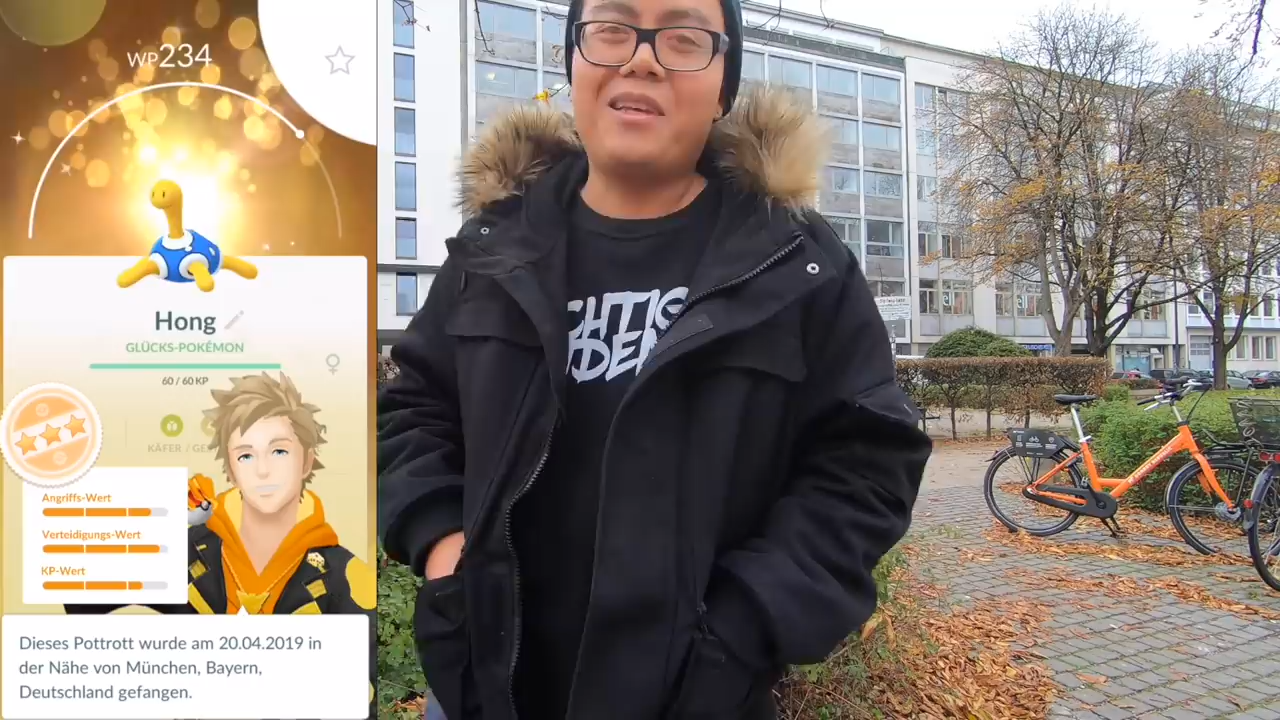 WP234
Hong
GLÜCKS-POKÉMON
60 / 60 KP
KÄFER /
Angriffs-Wert
Verteidigungs-Wert
KP-Wert
Dieses Pottrott wurde am 20.04.2019 in
der Nähe von München, Bayern,
Deutschland gefangen.